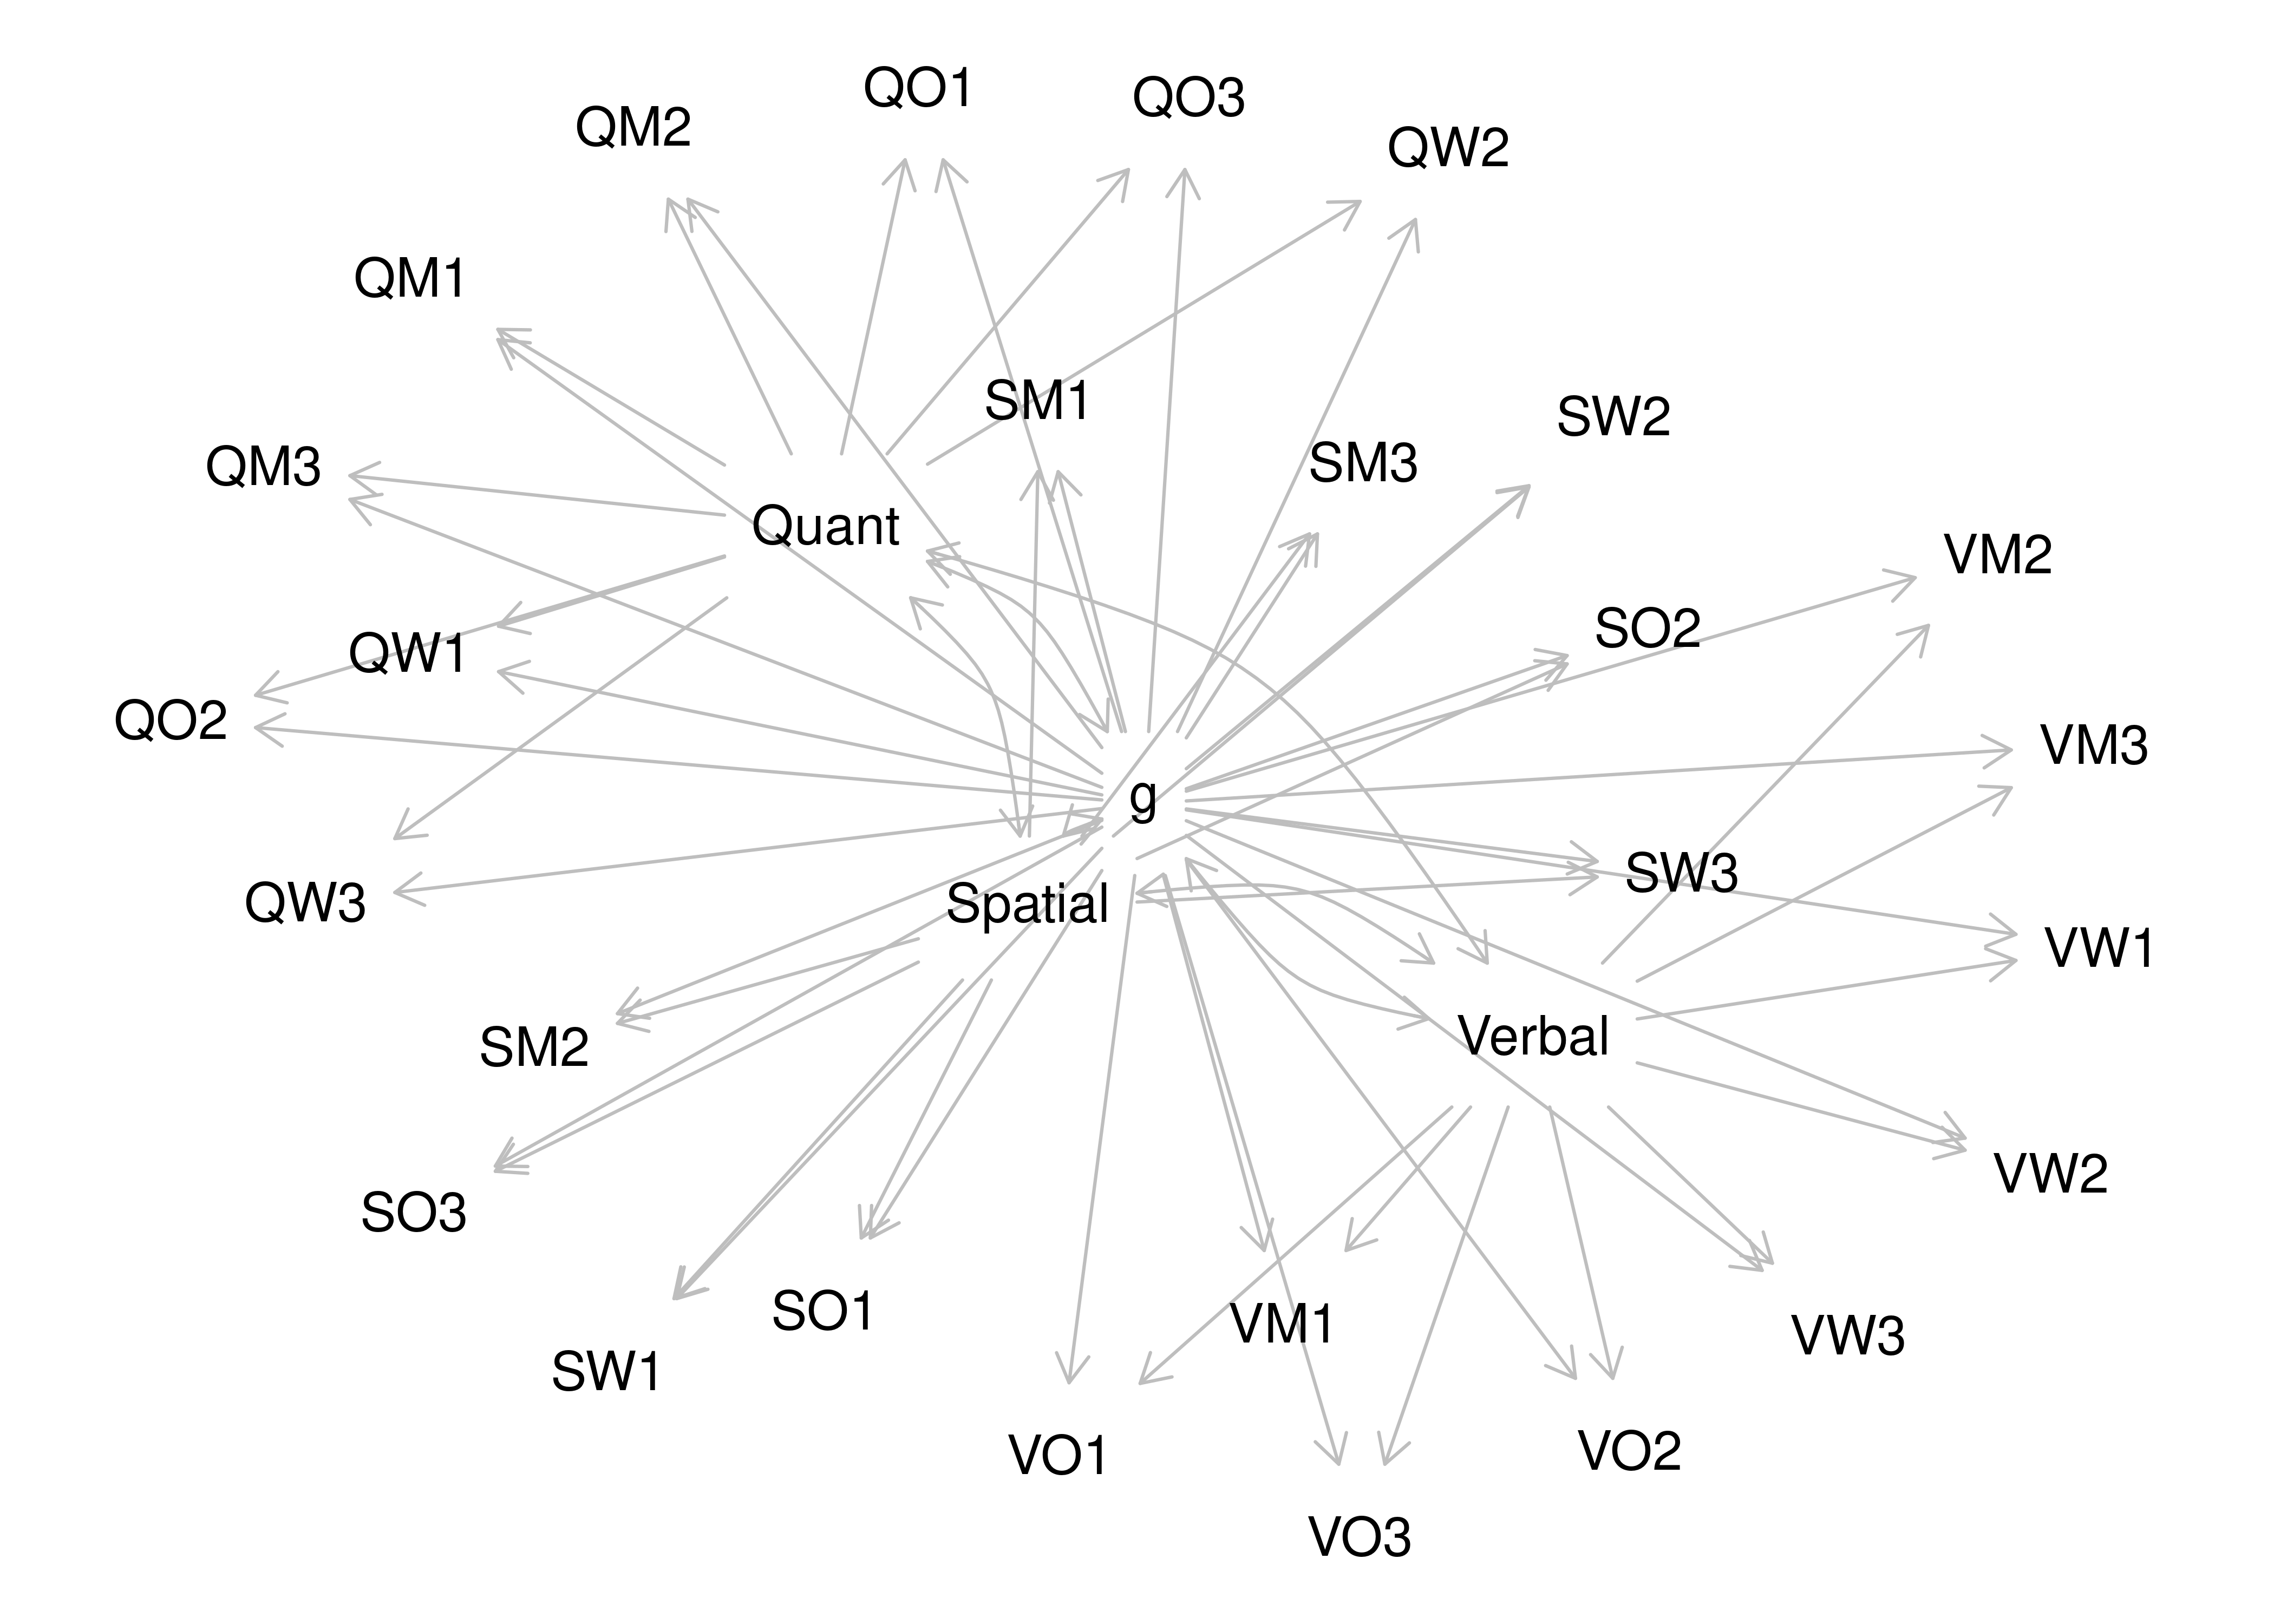 QO1
QO3
QM2
QW2
QM1
SM1
SW2
SM3
QM3
Quant
VM2
SO2
QW1
QO2
VM3
g
SW3
QW3
Spatial
VW1
Verbal
SM2
VW2
SO3
SO1
VM1
VW3
SW1
VO2
VO1
VO3